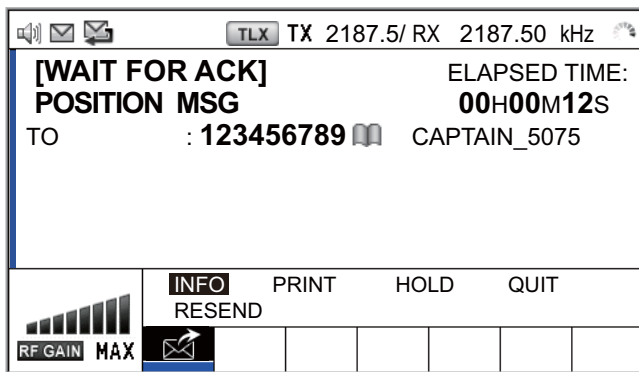 TLX TX 2187.5/ RX 2187.50 kHz
[WAIT FOR ACK] ELAPSED TIME:
POSITION MSG 00H00M12S
TO : 123456789 CAPTAIN_5075
INFO PRINT HOLD QUIT
RESEND
RF GAIN MAX